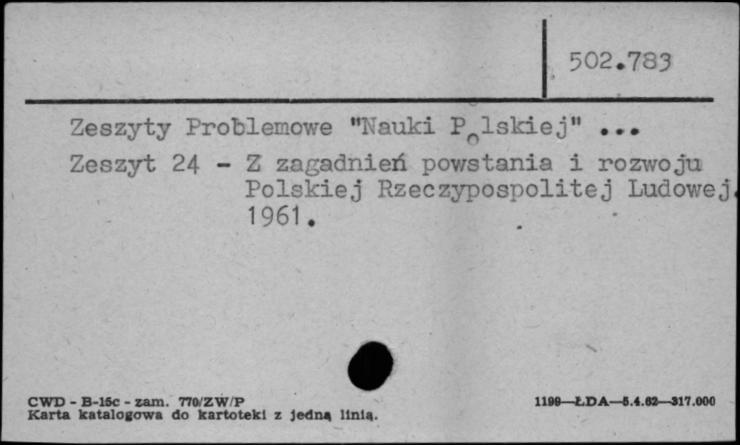 502.783
Zeszyty Problemowe "Nauki Polskiej" ...
Zeszyt 24 - Z zagadnień powstania i rozwoju
Polskiej Rzeczypospolitej Ludowej.
1961.
CWD - B-15c - zam. 770/ZW/P
Karta katalogowa do kartoteki z jedną linią.
1199—ŁDA—5.4.62—317.000